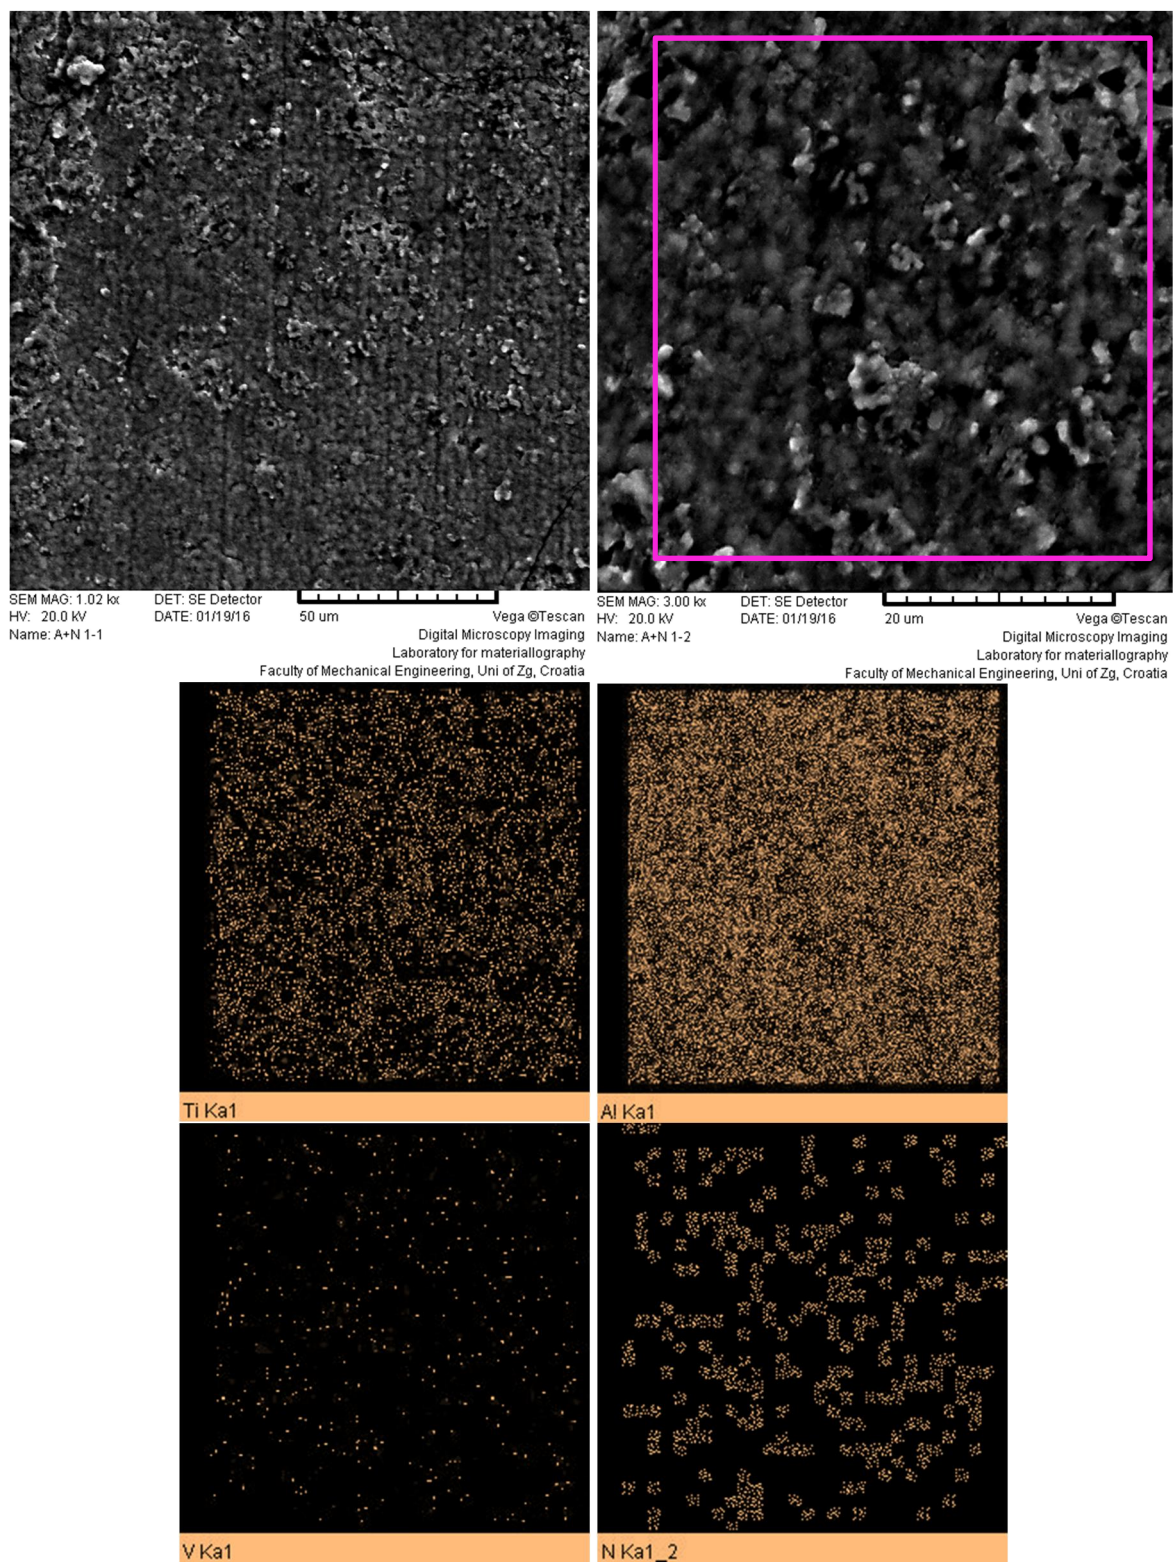 SEM MAG: 1.02 kx DET: SE Detector
HV: 20.0 kV DATE: 01/19/16 50 um Vega ©Tescan
Name: A+N 1-1 Digital Microscopy Imaging
Laboratory for materiallography
Faculty of Mechanical Engineering, Uni of Zg, Croatia
SEM MAG: 3.00 kx DET: SE Detector
HV: 20.0 kV DATE: 01/19/16 20 um Vega ©Tescan
Name: A+N 1-2 Digital Microscopy Imaging
Laboratory for materiallography
Faculty of Mechanical Engineering, Uni of Zg, Croatia
Ti Ka1
Al Ka1
V Ka1
N Ka1_2